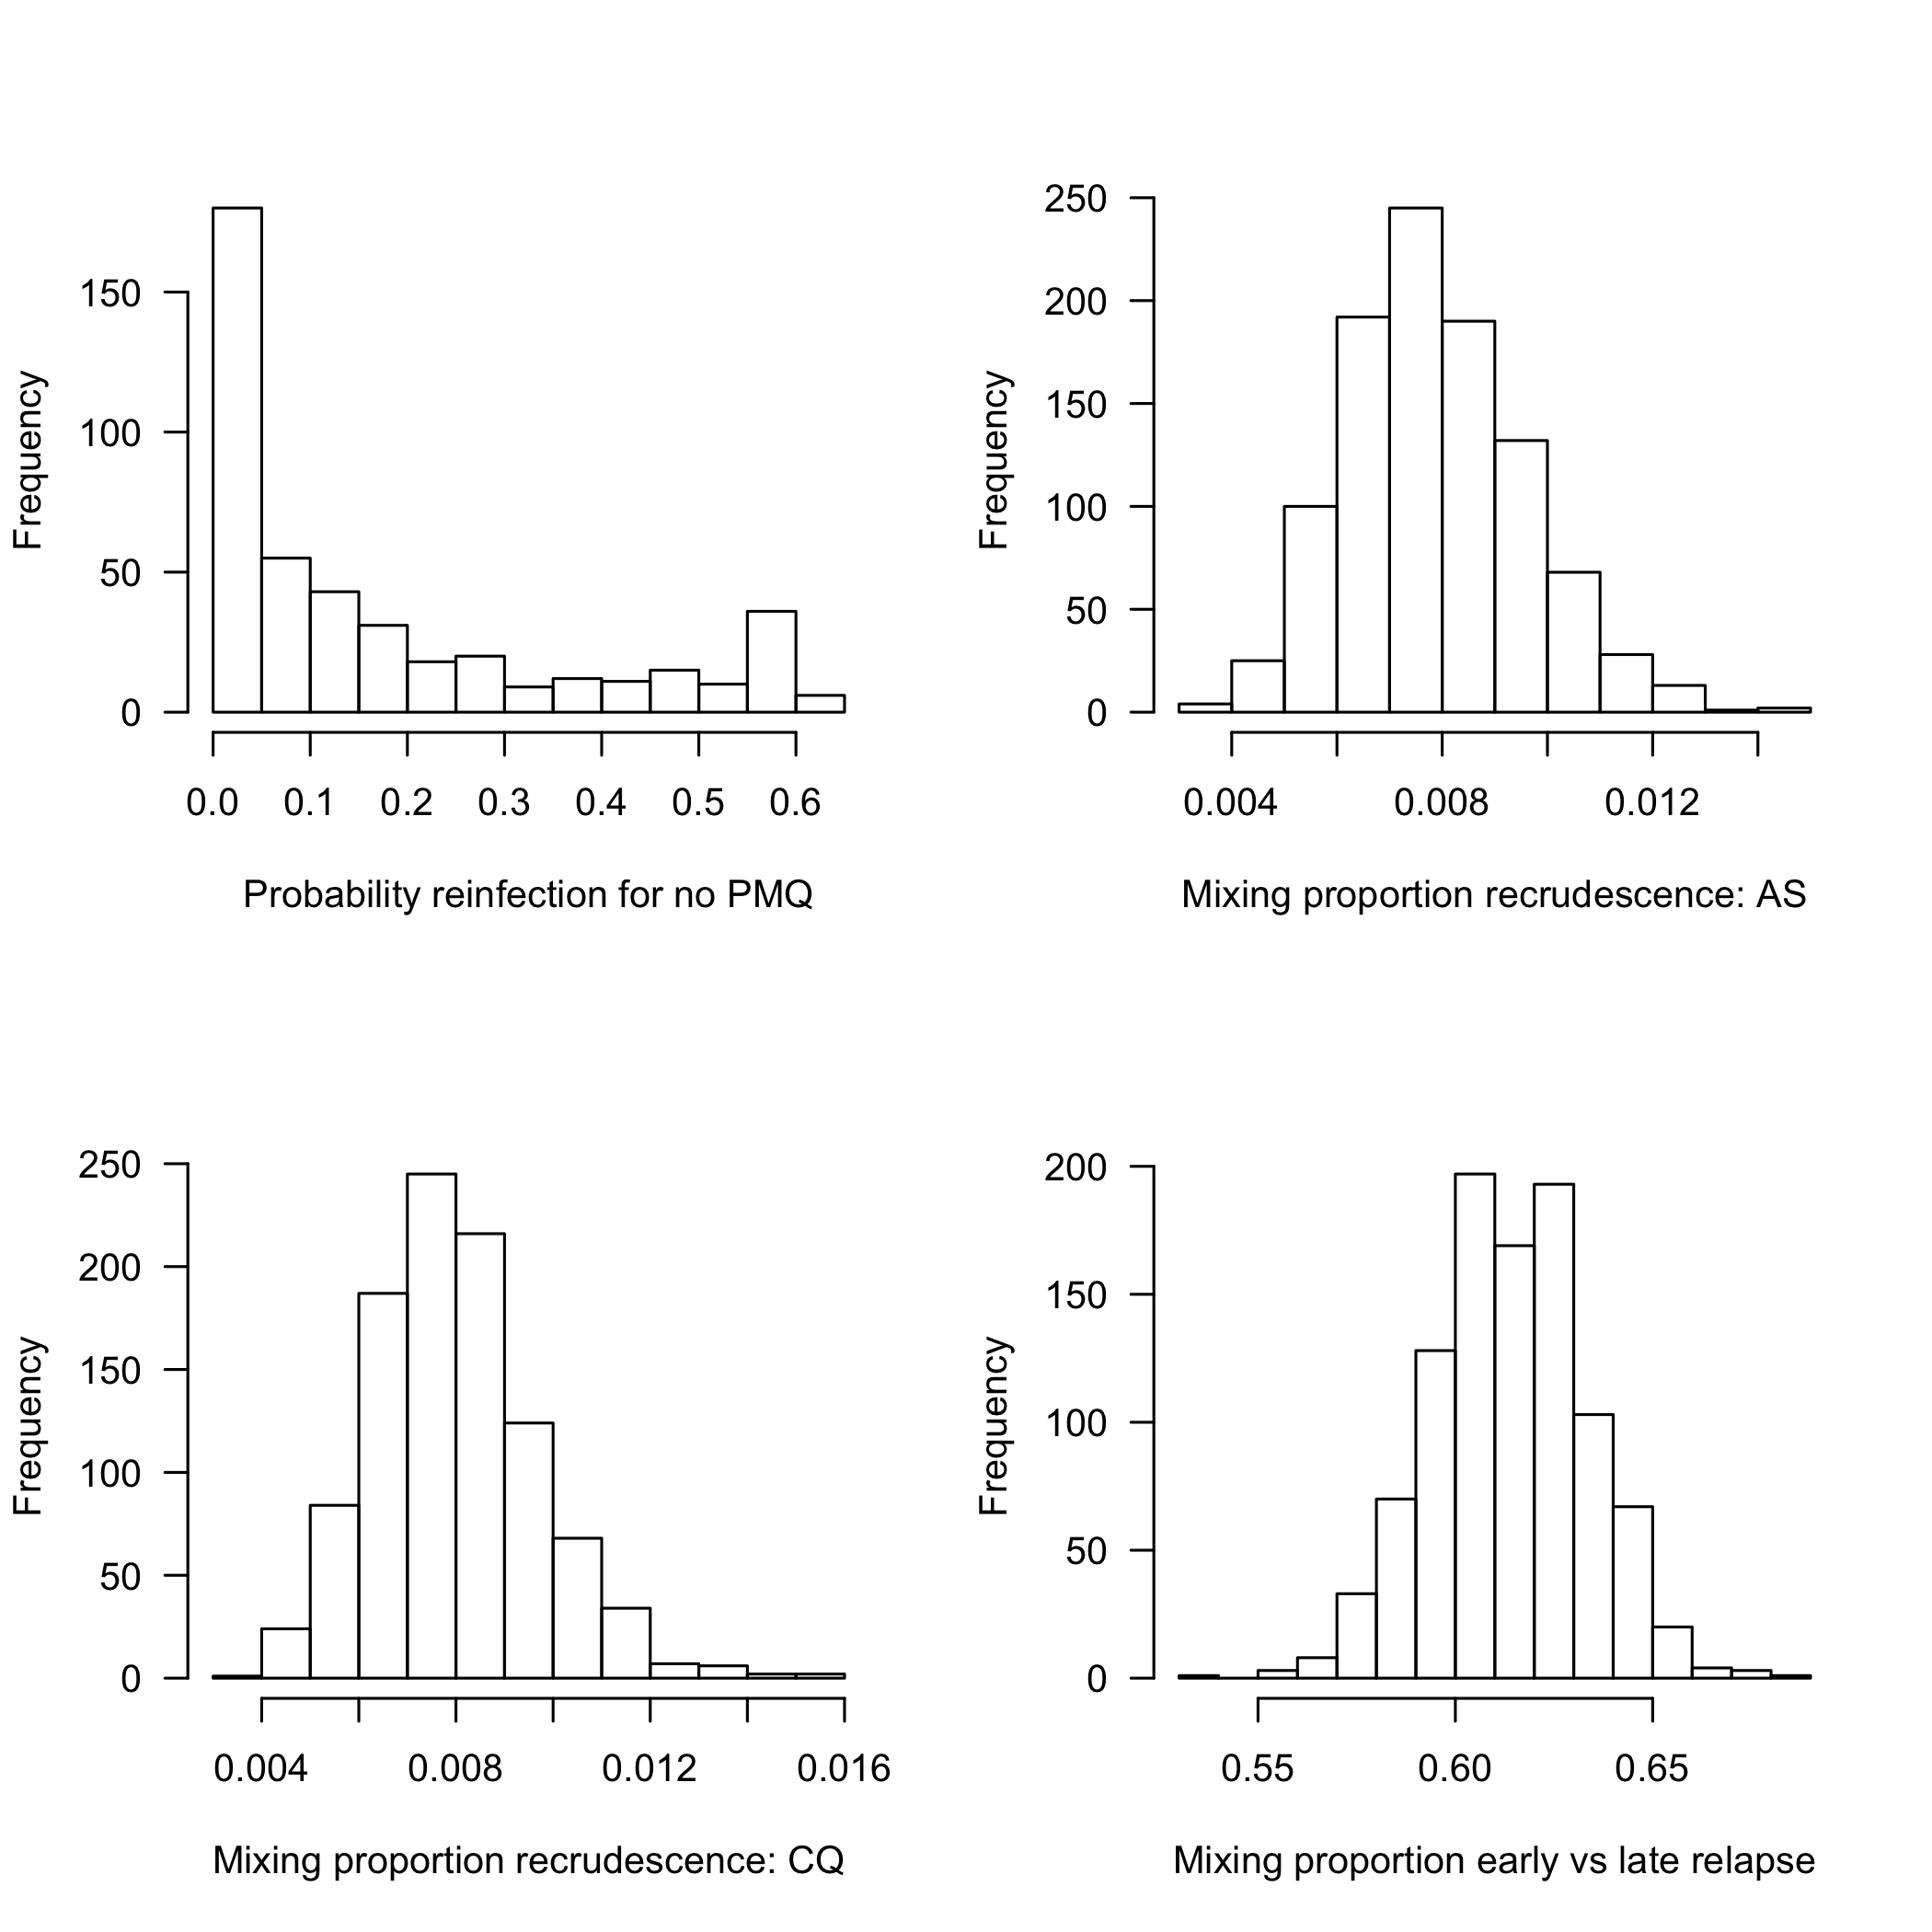 Frequency
150
100
50
0
0.0 0.1 0.2 0.3 0.4 0.5 0.6
Probability reinfection for no PMQ
Frequency
250
200
150
100
50
0
0.004 0.008 0.012
Mixing proportion recrudescence: AS
Frequency
250
200
150
100
50
0
0.004 0.008 0.012 0.016
Mixing proportion recrudescence: CQ
Frequency
200
150
100
50
0
0.55 0.60 0.65
Mixing proportion early vs late relapse